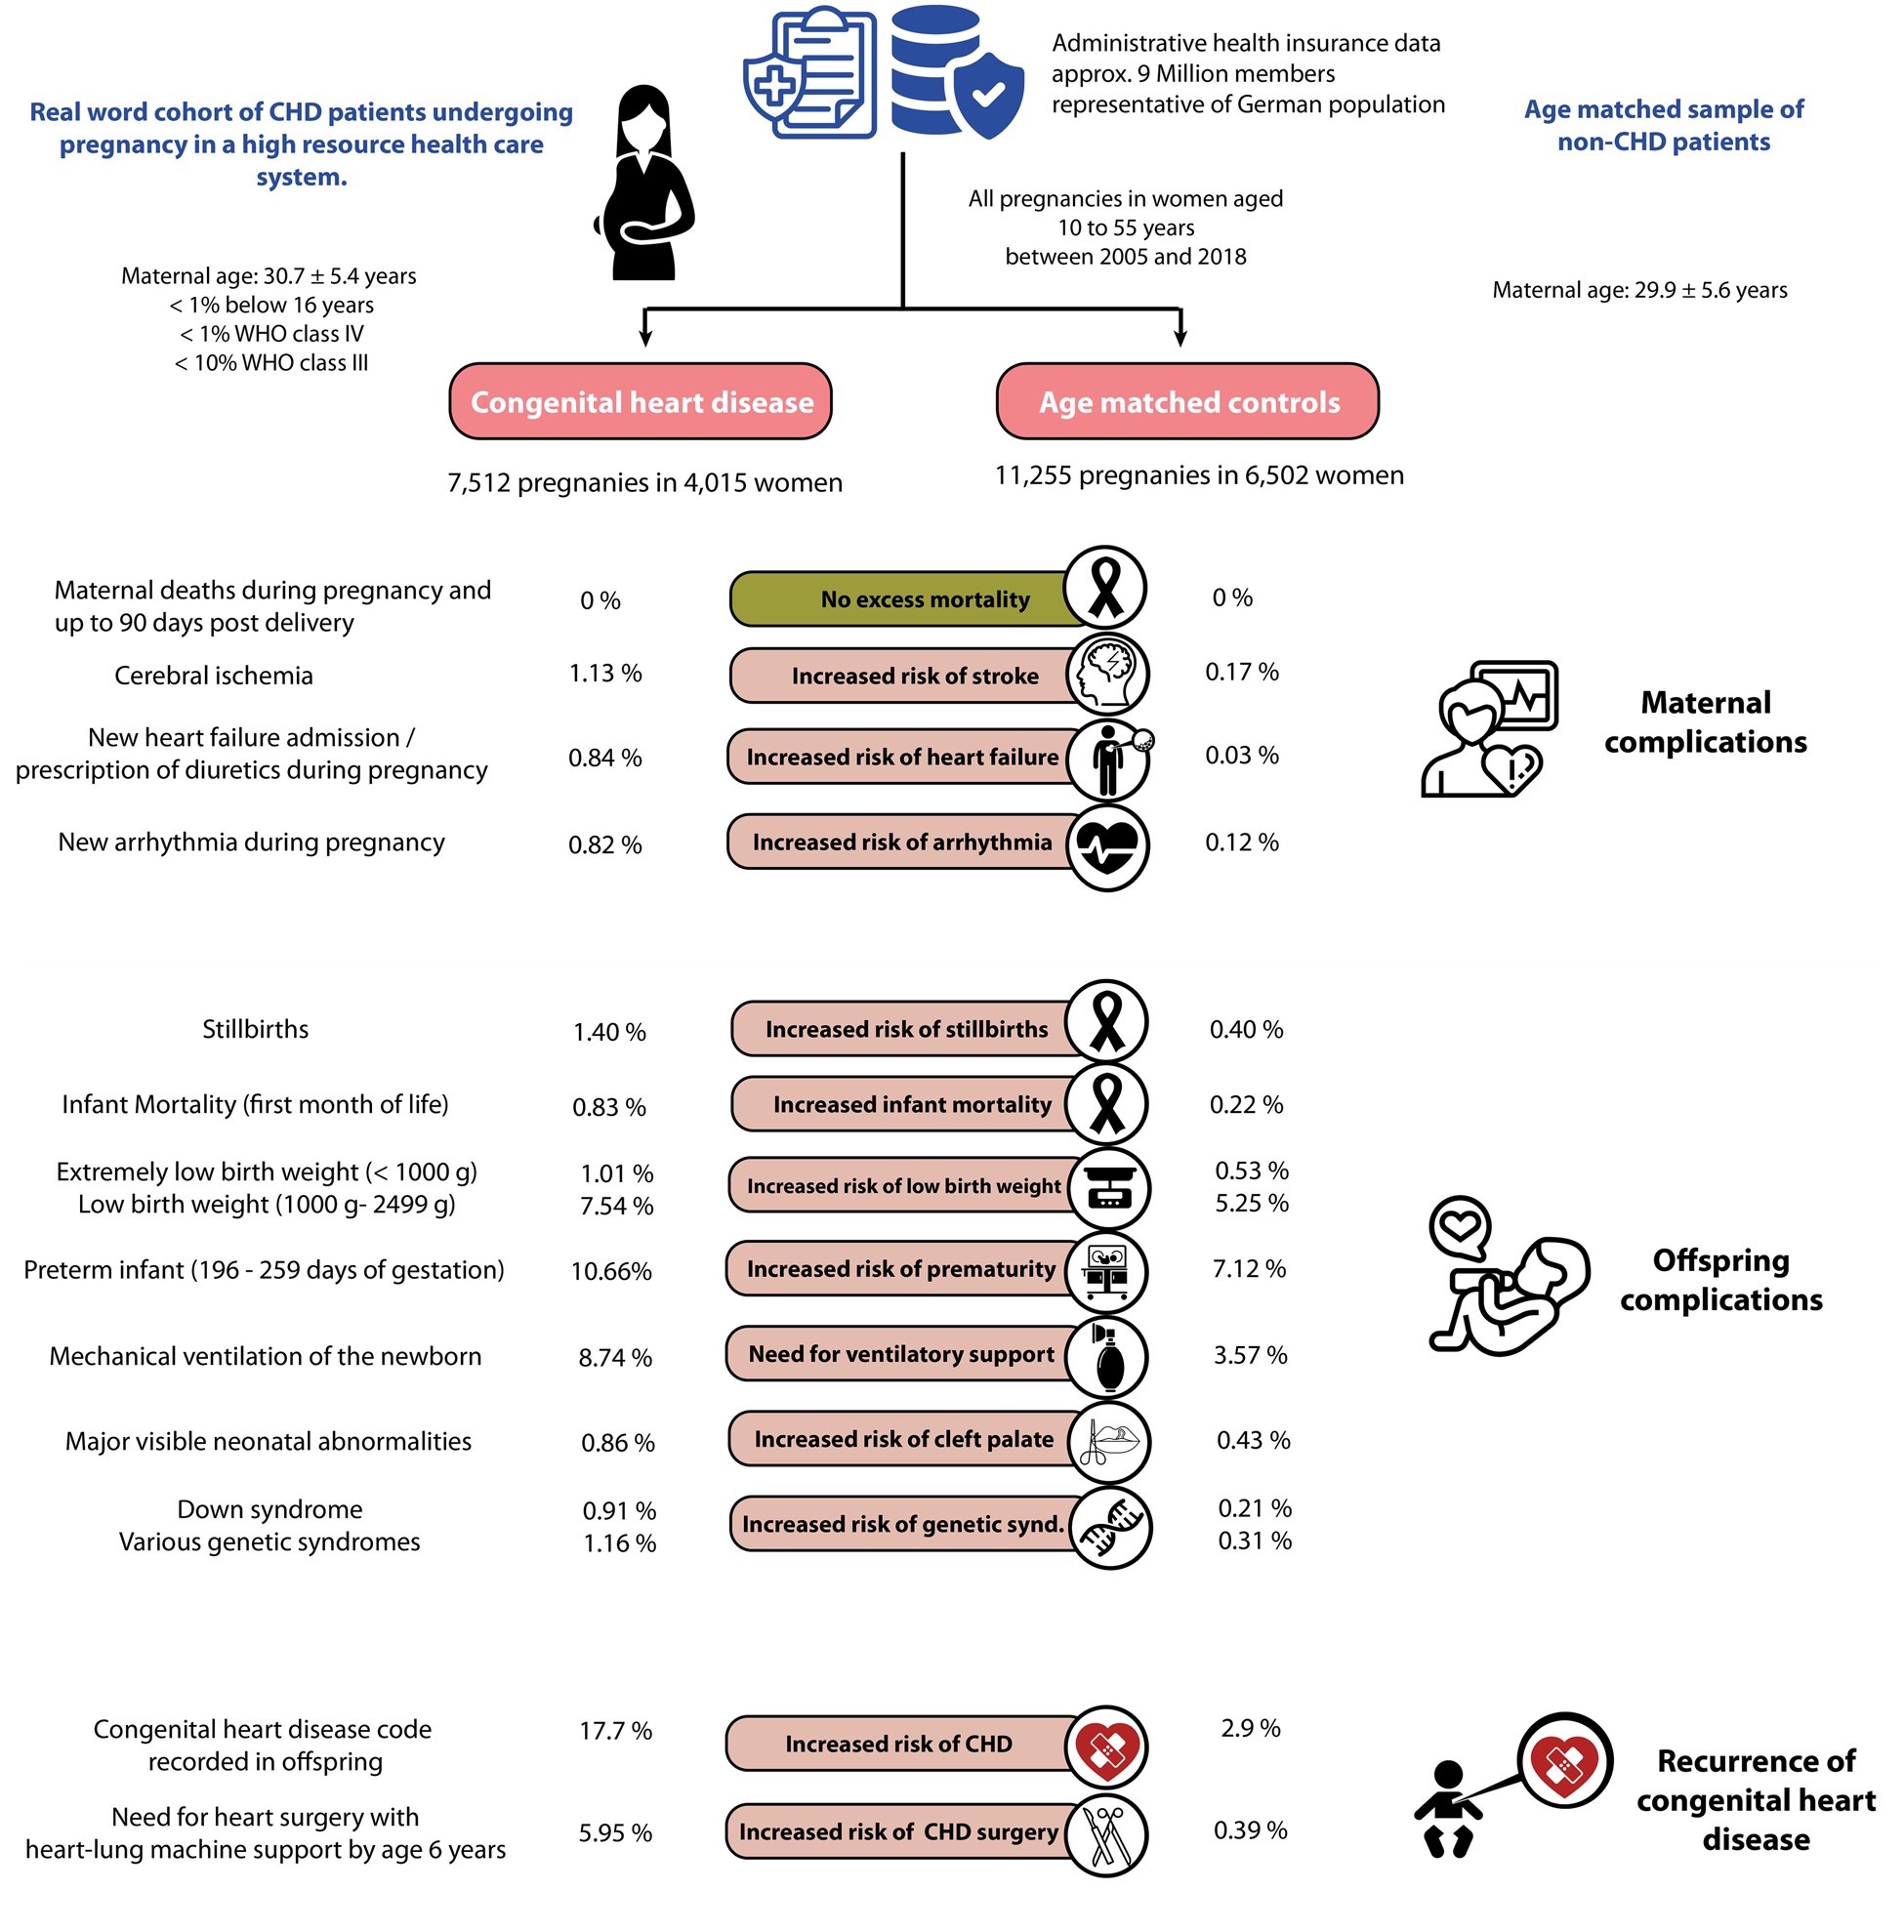 Administrative health insurance data
approx. 9 Million members
representative of German population
Real word cohort of CHD patients undergoing
pregnancy in a high resource health care
system.
Age matched sample of
non-CHD patients
All pregnancies in women aged
10 to 55 years
between 2005 and 2018
Maternal age: 30.7 ± 5.4 years
< 1% below 16 years
< 1% WHO class IV
< 10% WHO class III
Maternal age: 29.9 ± 5.6 years
Congenital heart disease
Age matched controls
7,512 pregnanies in 4,015 women
11,255 pregnanies in 6,502 women
Maternal deaths during pregnancy and
up to 90 days post delivery
0 %
No excess mortality
0 %
Cerebral ischemia
1.13 %
Increased risk of stroke
0.17 %
New heart failure admission /
prescription of diuretics during pregnancy
0.84 %
Increased risk of heart failure
0.03 %
New arrhythmia during pregnancy
0.82 %
Increased risk of arrhythmia
0.12 %
Maternal
complications
Stillbirths
1.40 %
Increased risk of stillbirths
0.40 %
Infant Mortality (first month of life)
0.83 %
Increased infant mortality
0.22 %
Extremely low birth weight (< 1000 g)
Low birth weight (1000 g- 2499 g)
1.01 %
7.54 %
Increased risk of low birth weight
0.53 %
5.25 %
Preterm infant (196 - 259 days of gestation)
10.66%
Increased risk of prematurity
7.12 %
Mechanical ventilation of the newborn
8.74 %
Need for ventilatory support
3.57 %
Major visible neonatal abnormalities
0.86 %
Increased risk of cleft palate
0.43 %
Down syndrome
Various genetic syndromes
0.91 %
1.16 %
Increased risk of genetic synd.
0.21 %
0.31 %
Offspring
complications
Congenital heart disease code
recorded in offspring
17.7 %
Increased risk of CHD
2.9 %
Need for heart surgery with
heart-lung machine support by age 6 years
5.95 %
Increased risk of CHD surgery
0.39 %
Recurrence of
congenital heart
disease